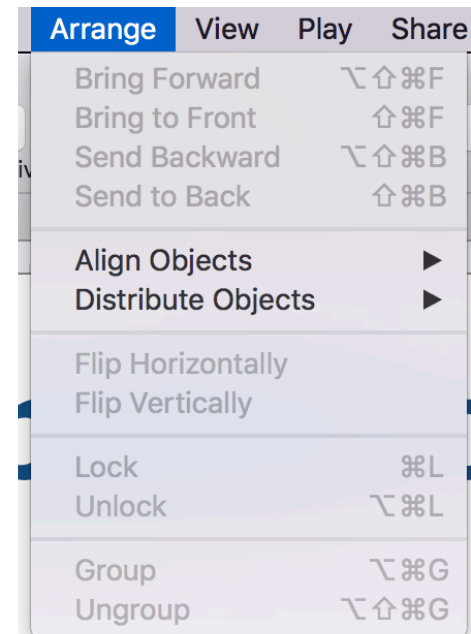 Arrange View Play Share
Bring Forward ⌥⇧⌘F
Bring to Front ⇧⌘F
Send Backward ⌥⇧⌘B
Send to Back ⇧⌘B
Align Objects ▶
Distribute Objects ▶
Flip Horizontally
Flip Vertically
Lock ⌘L
Unlock ⌥⌘L
Group ⌥⌘G
Ungroup ⌥⇧⌘G